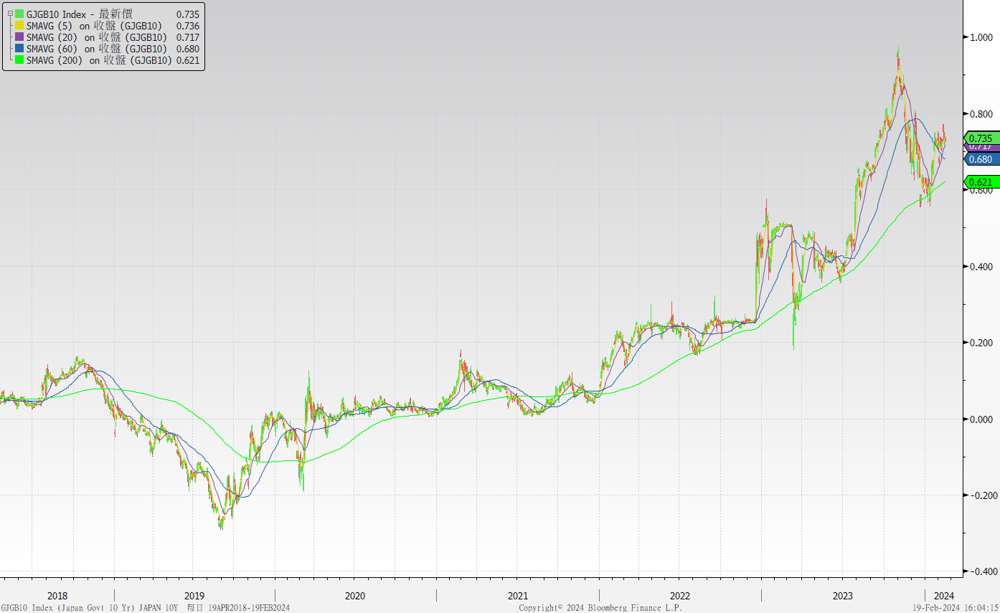 GJGB10 Index - 最新價 0.735
SMAVG (5) on 收盤 (GJGB10) 0.736
SMAVG (20) on 收盤 (GJGB10) 0.717
SMAVG (60) on 收盤 (GJGB10) 0.680
SMAVG (200) on 收盤 (GJGB10) 0.621
1.000
0.800
0.735
0.717
0.680
0.621
0.600
0.400
0.200
0.000
-0.200
-0.400
2018 2019 2020 2021 2022 2023 2024
GJGB10 Index (Japan Govt 10 Yr) JAPAN 10Y 每日 19APR2018-19FEB2024 Copyright© 2024 Bloomberg Finance L.P. 19-Feb-2024 16:04:15